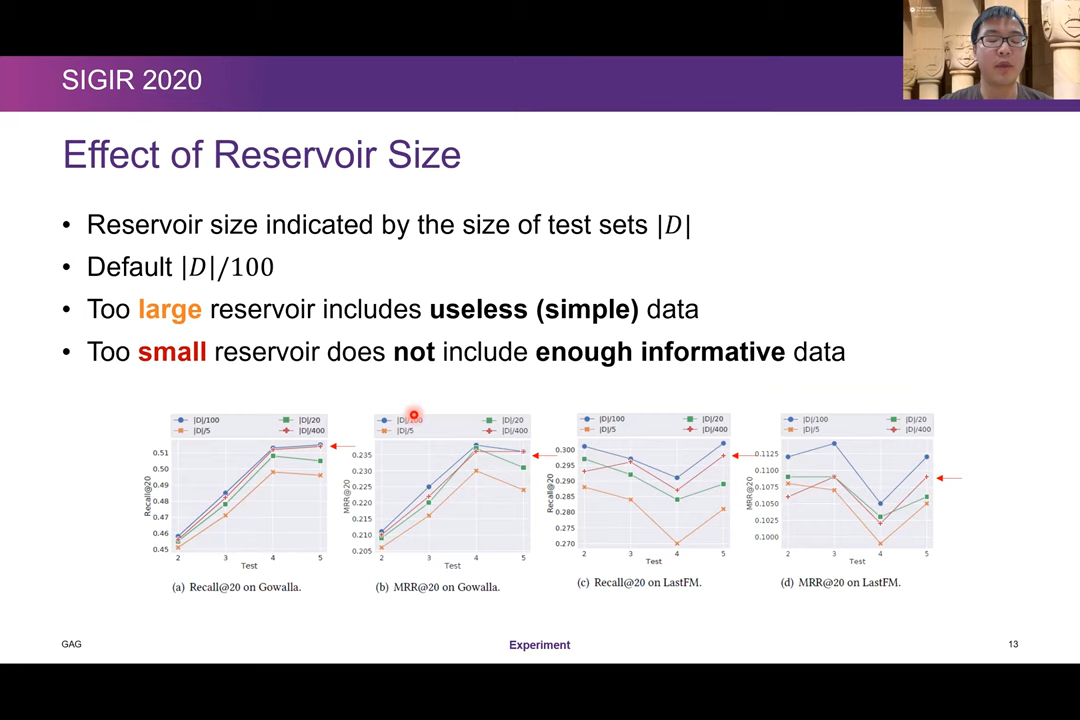 SIGIR 2020
Effect of Reservoir Size
• Reservoir size indicated by the size of test sets |D|
• Default |D|/100
• Too large reservoir includes useless (simple) data
• Too small reservoir does not include enough informative data
|D|/100 |D|/20
|D|/5 |D|/400
Recall@20
0.51
0.50
0.49
0.48
0.47
0.46
0.45
2 3 4 5
Test
(a) Recall@20 on Gowalla.
|D|/100 |D|/20
|D|/5 |D|/400
MRR@20
0.235
0.230
0.225
0.220
0.215
0.210
0.205
2 3 4 5
Test
(b) MRR@20 on Gowalla.
|D|/100 |D|/20
|D|/5 |D|/400
Recall@20
0.300
0.295
0.290
0.285
0.280
0.275
0.270
2 3 4 5
Test
(c) Recall@20 on LastFM.
|D|/100 |D|/20
|D|/5 |D|/400
MRR@20
0.1125
0.1100
0.1075
0.1050
0.1025
0.1000
2 3 4 5
Test
(d) MRR@20 on LastFM.
GAG
Experiment
13